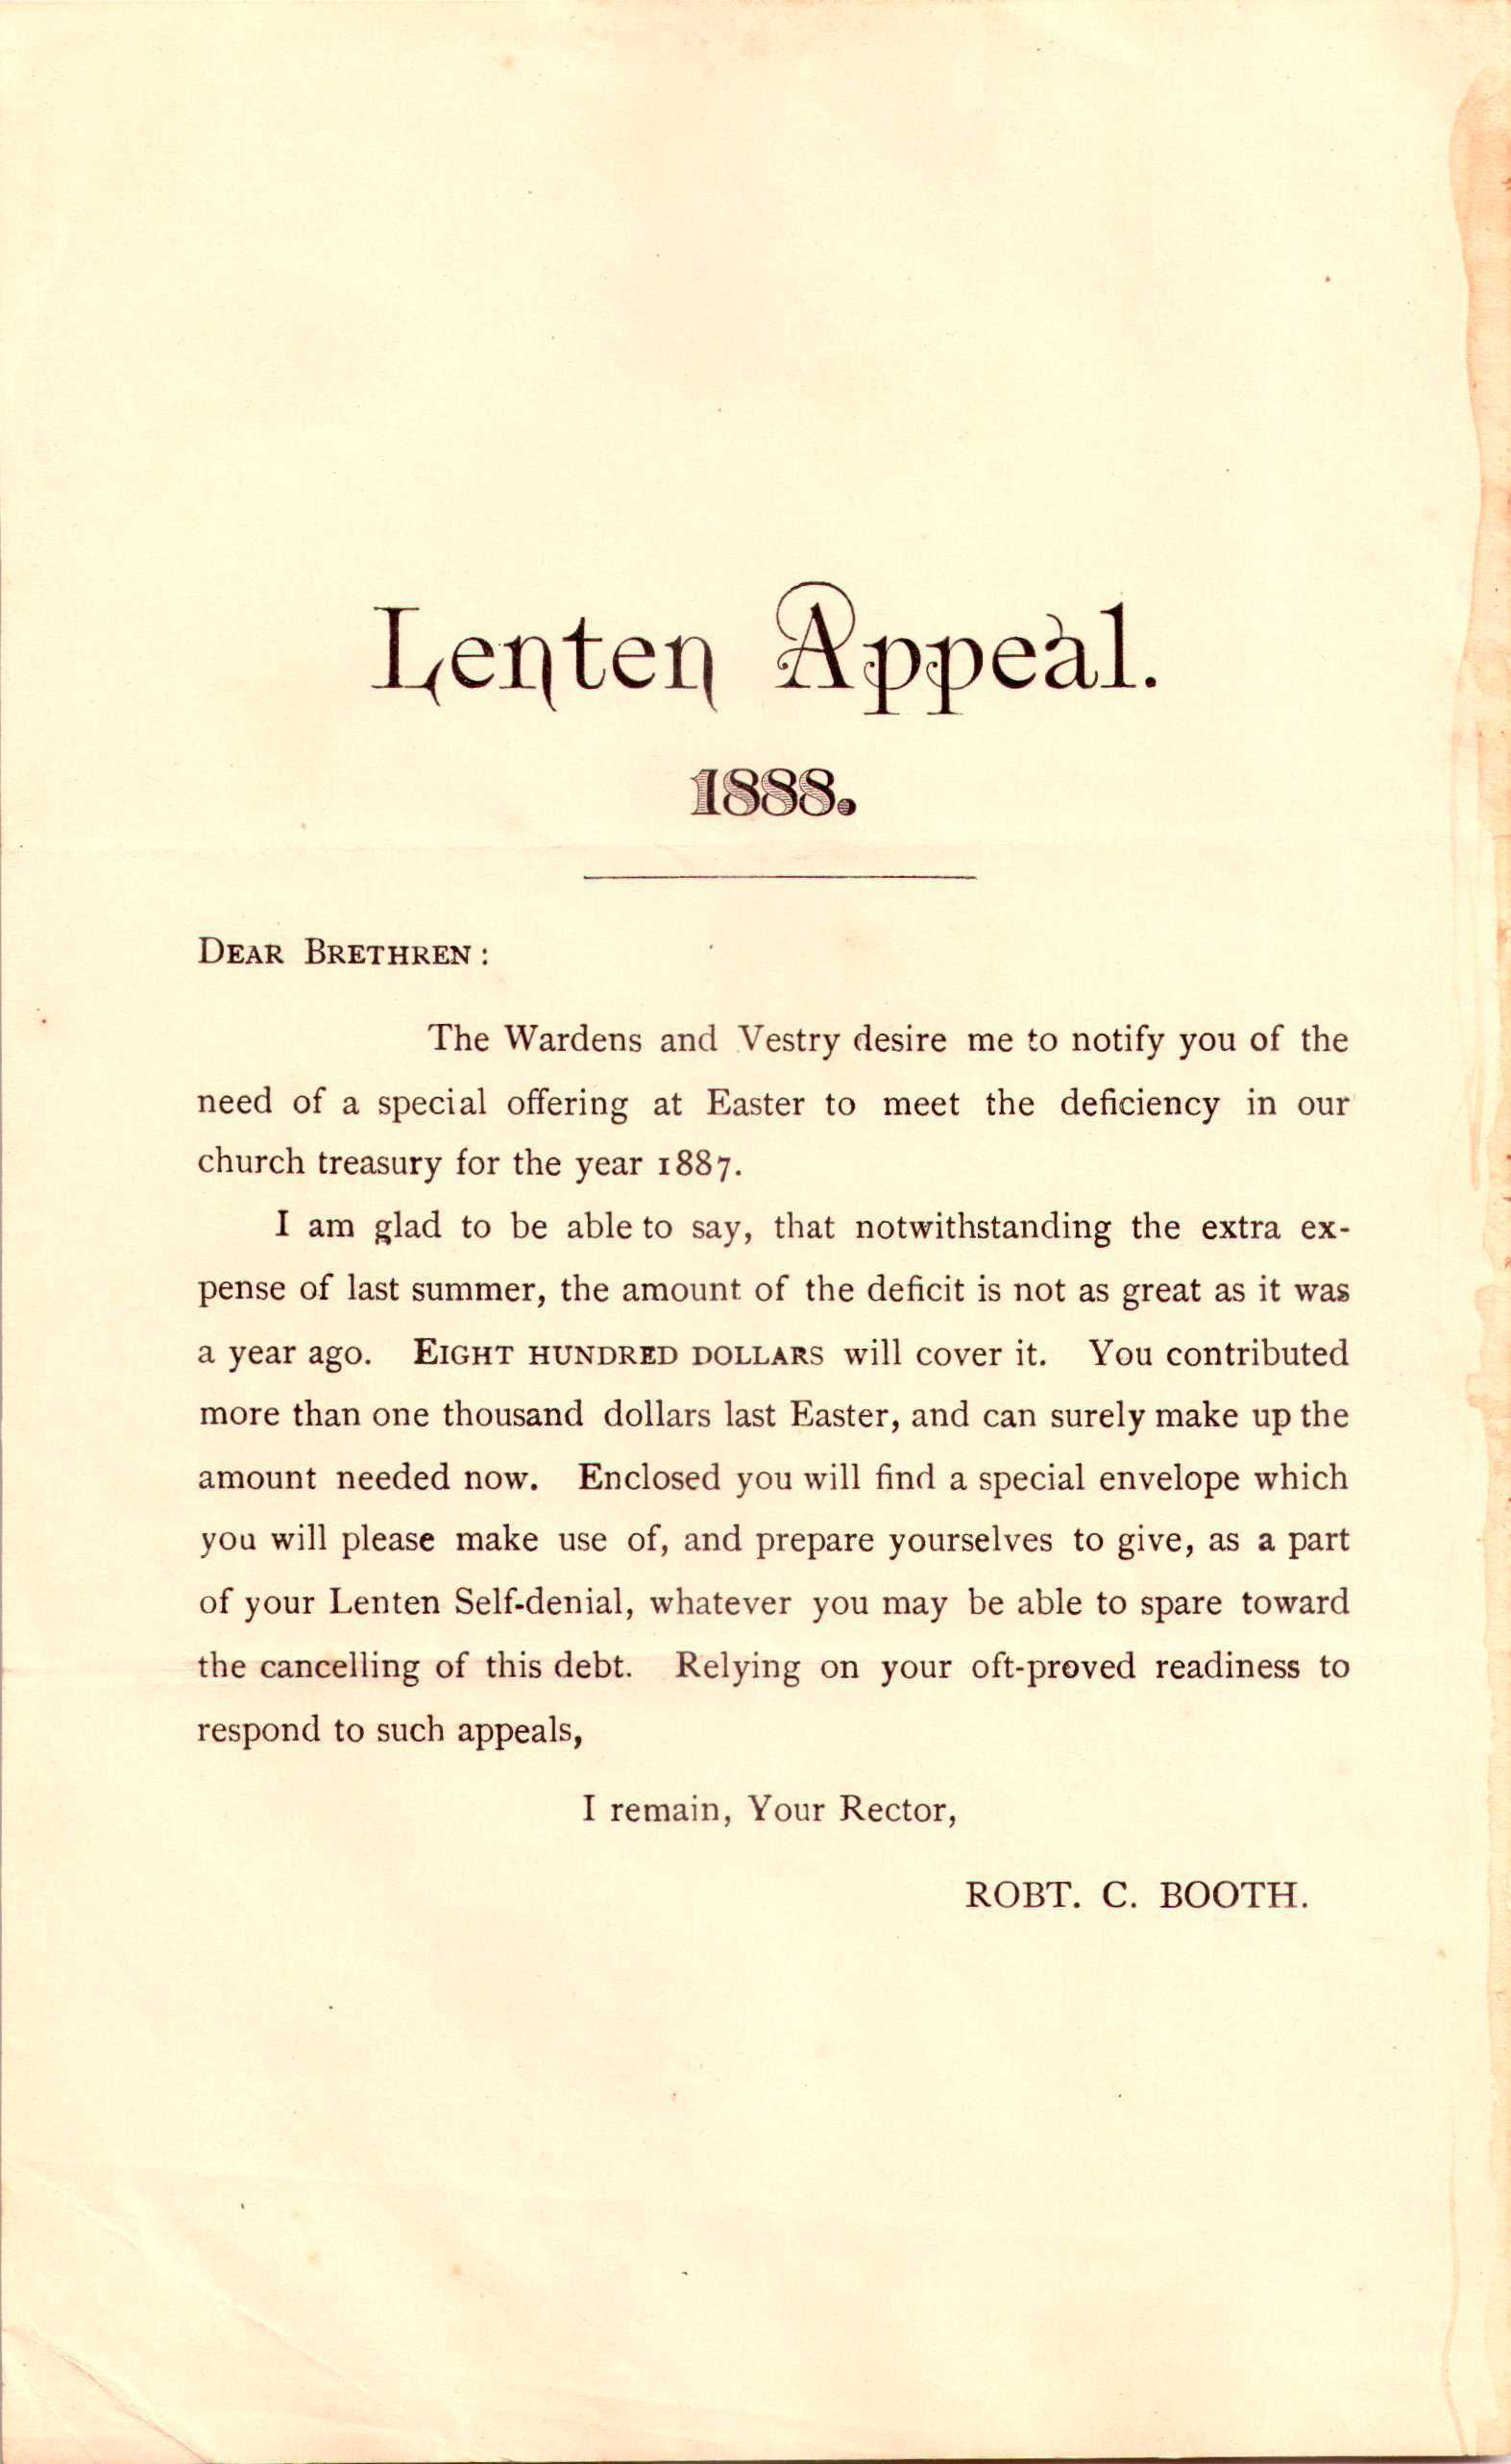 Lenten Appeal.
1888.
DEAR BRETHREN :
The Wardens and Vestry desire me to notify you of the
need of a special offering at Easter to meet the deficiency in our
church treasury for the year 1887.
I am glad to be able to say, that notwithstanding the extra ex-
pense of last summer, the amount of the deficit is not as great as it was
a year ago. EIGHT HUNDRED DOLLARS will cover it. You contributed
more than one thousand dollars last Easter, and can surely make up the
amount needed now. Enclosed you will find a special envelope which
you will please make use of, and prepare yourselves to give, as a part
of your Lenten Self-denial, whatever you may be able to spare toward
the cancelling of this debt. Relying on your oft-proved readiness to
respond to such appeals,
I remain, Your Rector,
ROBT. C. BOOTH.